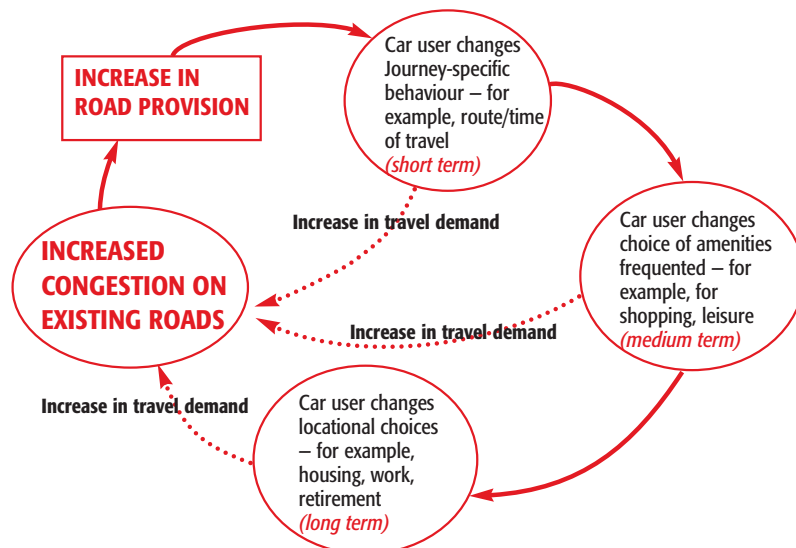 INCREASE IN
ROAD PROVISION
Car user changes
Journey-specific
behaviour – for
example, route/time
of travel
(short term)
Increase in travel demand
Car user changes
choice of amenities
frequented – for
example, for
shopping, leisure
(medium term)
INCREASED
CONGESTION ON
EXISTING ROADS
Increase in travel demand
Increase in travel demand
Car user changes
locational choices
– for example,
housing, work,
retirement
(long term)